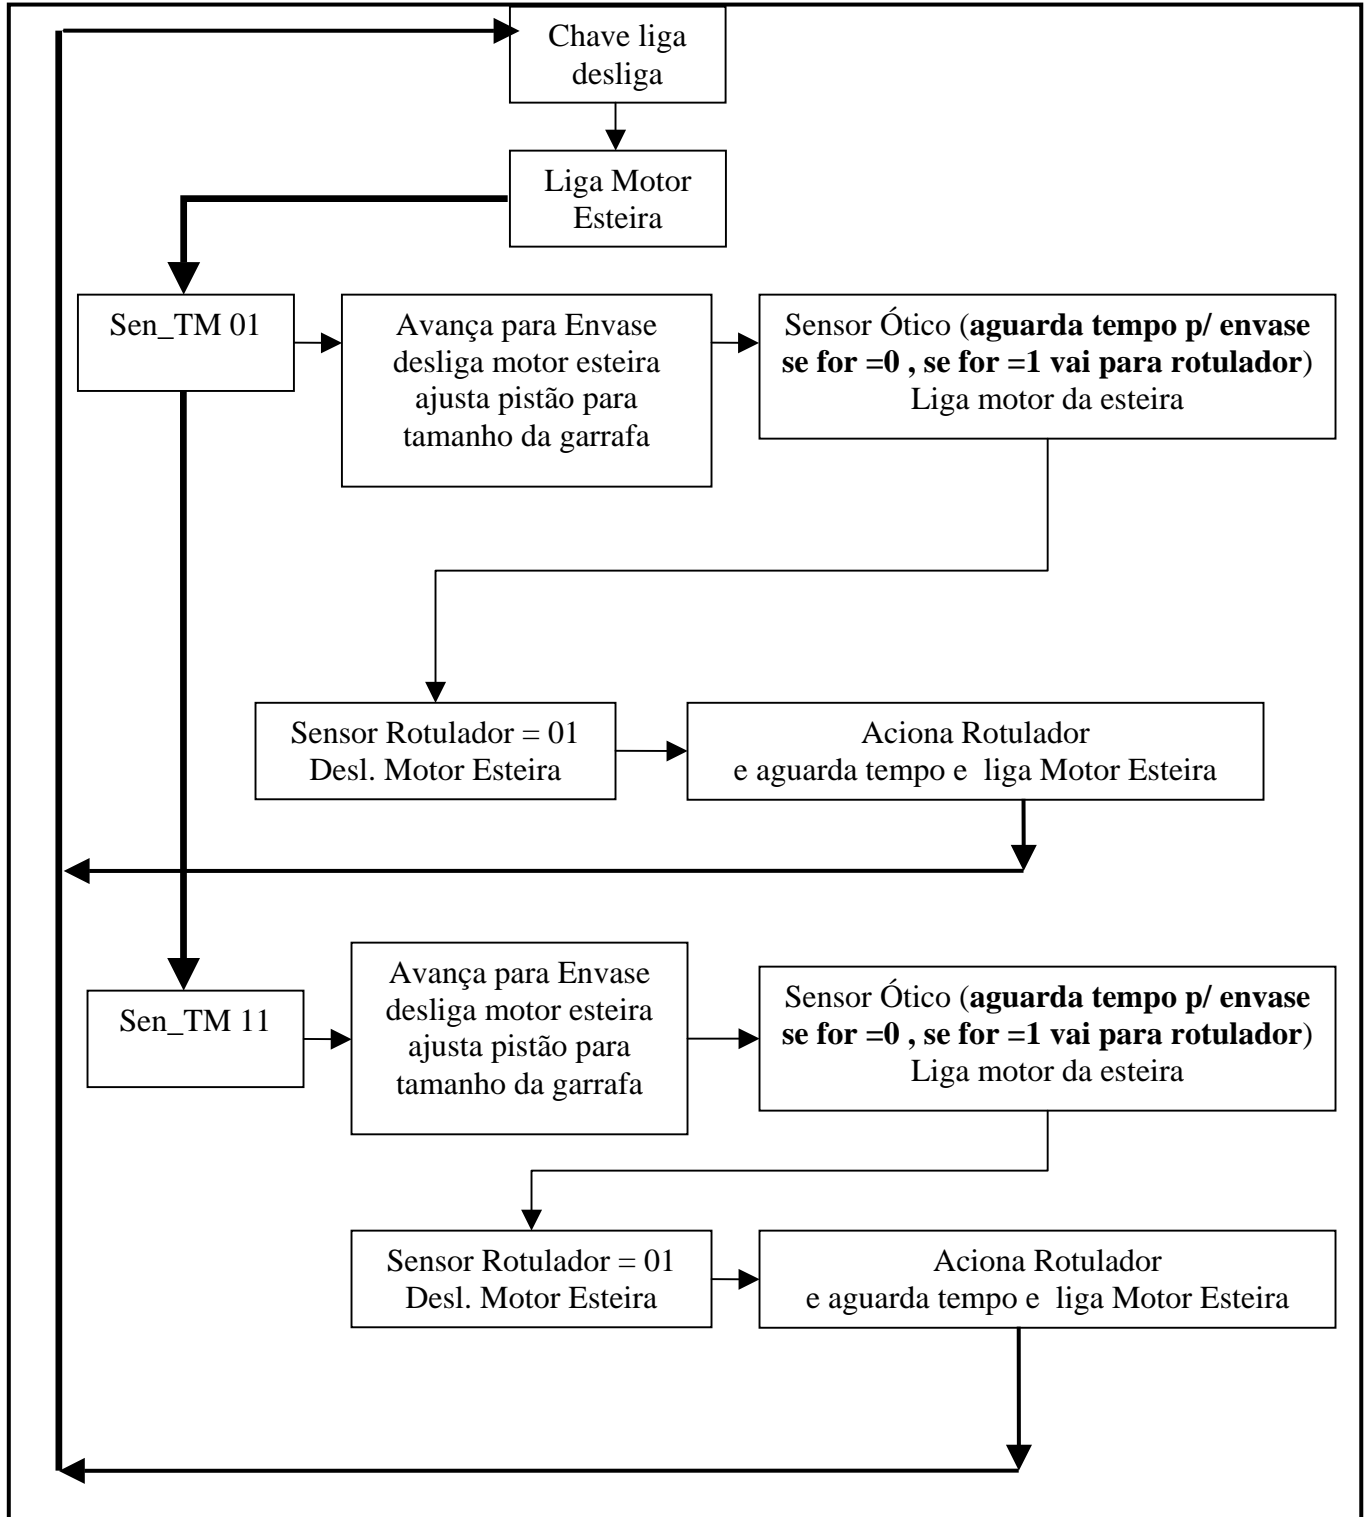 Chave liga
desliga
Liga Motor
Esteira
Sen_TM 01
Avança para Envase
desliga motor esteira
ajusta pistão para
tamanho da garrafa
Sensor Ótico (aguarda tempo p/ envase
se for =0 , se for =1 vai para rotulador)
Liga motor da esteira
Sensor Rotulador = 01
Desl. Motor Esteira
Aciona Rotulador
e aguarda tempo e liga Motor Esteira
Sen_TM 11
Avança para Envase
desliga motor esteira
ajusta pistão para
tamanho da garrafa
Sensor Ótico (aguarda tempo p/ envase
se for =0 , se for =1 vai para rotulador)
Liga motor da esteira
Sensor Rotulador = 01
Desl. Motor Esteira
Aciona Rotulador
e aguarda tempo e liga Motor Esteira